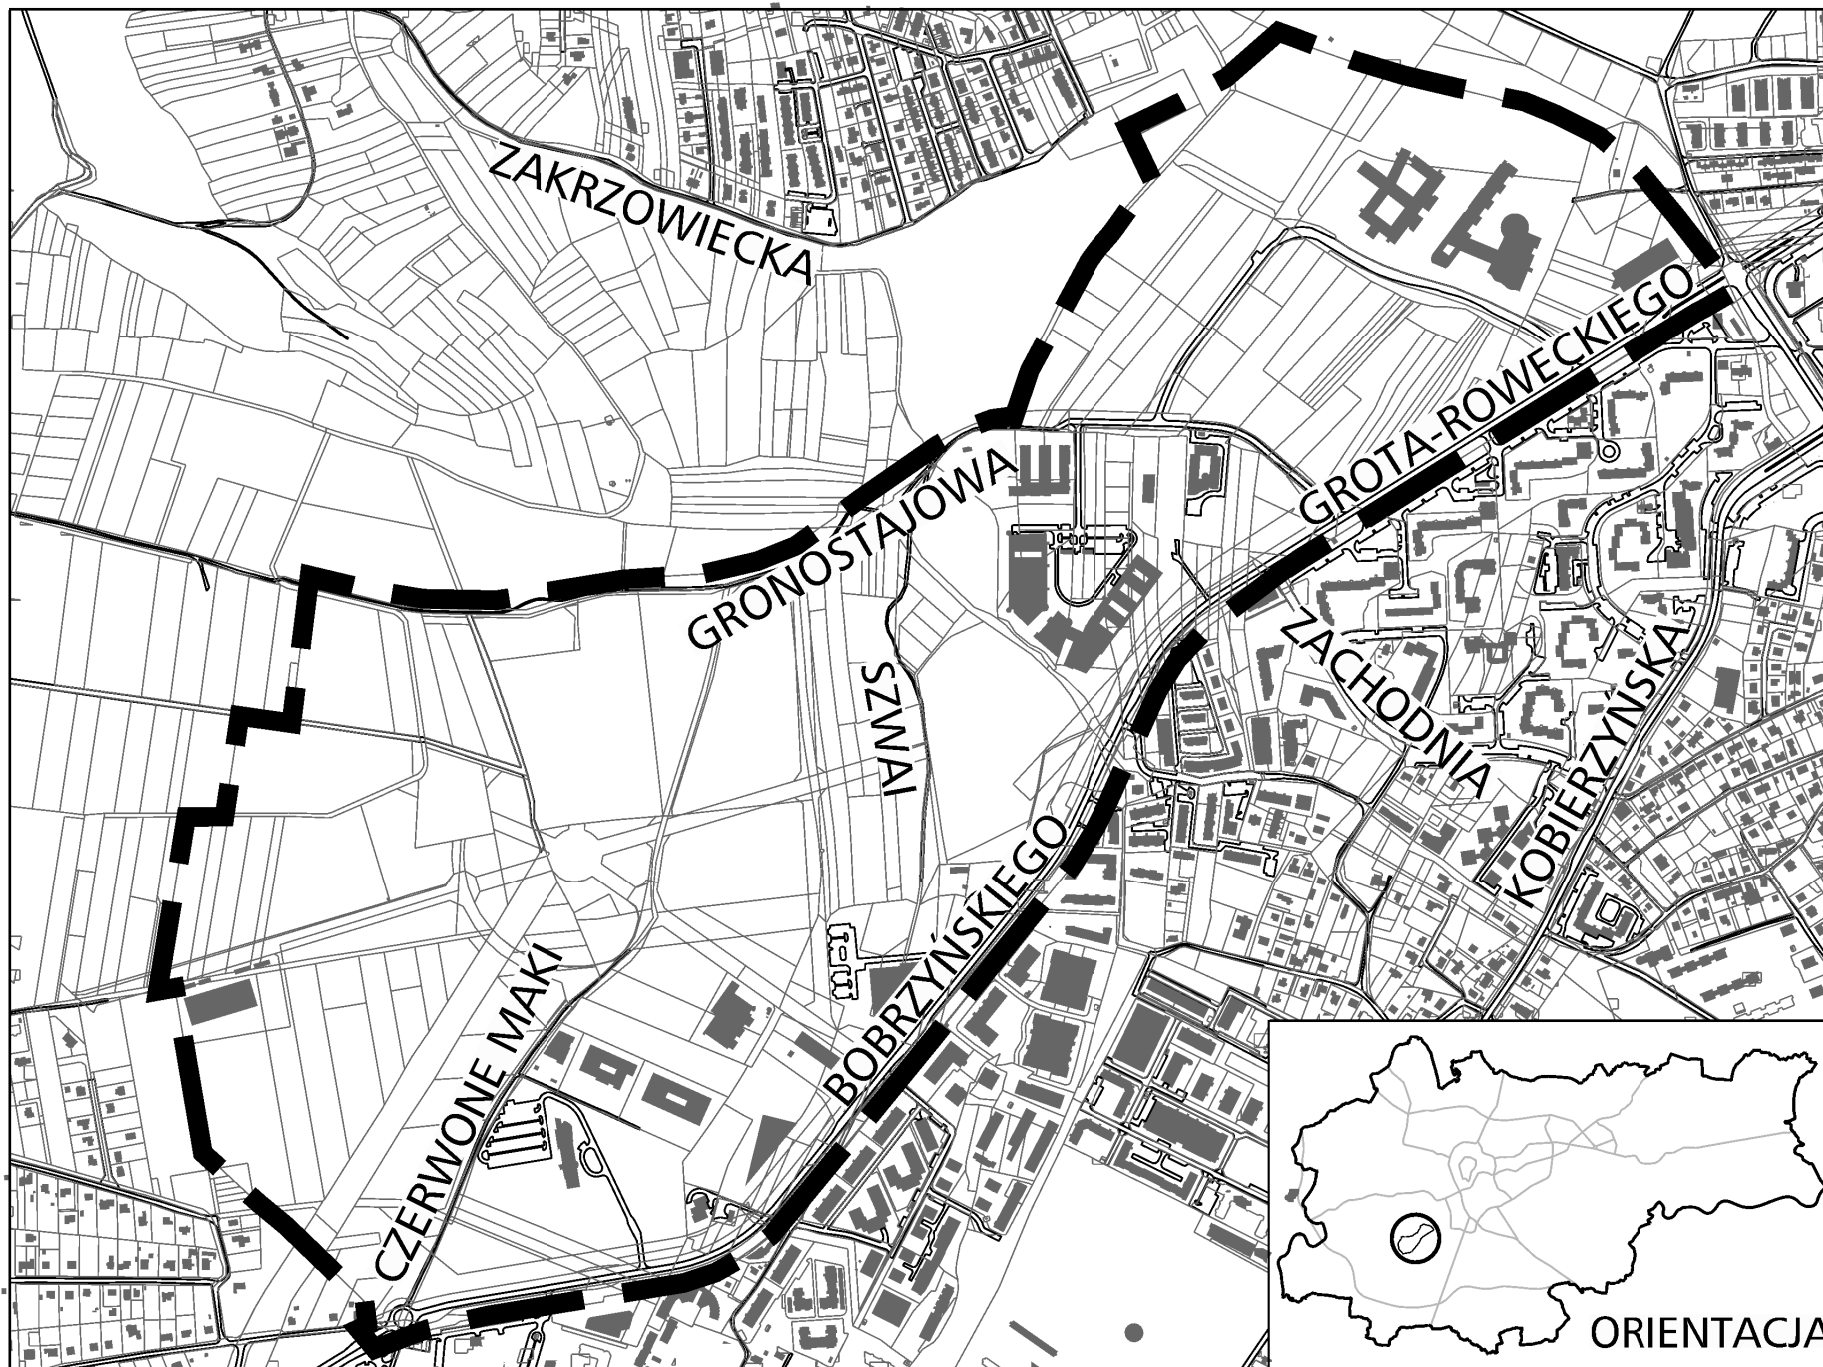 ZAKRZOWIECKA
GROTA-ROWECKIEGO
GRONOSTAJOWA
ZACHODNIA
SZWAI
KOBIERZYŃSKA
BOBRZYŃSKIEGO
CZERWONE MAKI
ORIENTACJA